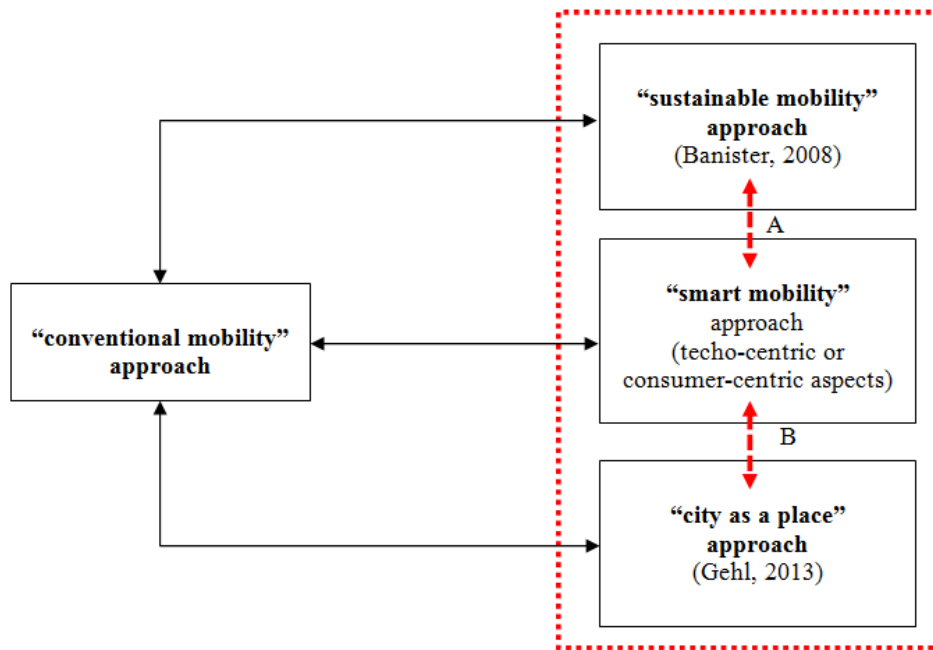 “sustainable mobility”
approach
(Banister, 2008)
A
“smart mobility”
approach
(techo-centric or
consumer-centric aspects)
“conventional mobility”
approach
B
“city as a place”
approach
(Gehl, 2013)